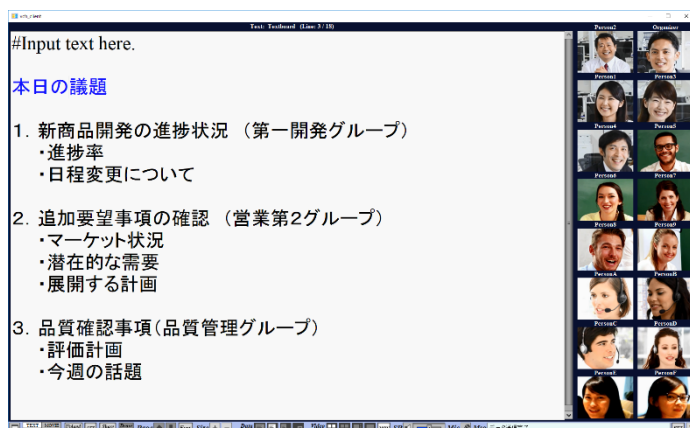 vcs_client
Text: Textboard (Line: 3 / 18)
#Input text here.
本日の議題
1. 新商品開発の進捗状況 （第一開発グループ）
・進捗率
・日程変更について
2. 追加要望事項の確認 （営業第2グループ）
・マーケット状況
・潜在的な需要
・展開する計画
3. 品質確認事項（品質管理グループ）
・評価計画
・今週の話題
Person2 Organizer
Person1 Person3
Person4 Person5
Person6 Person7
Person8 Person9
PersonA PersonB
PersonC PersonD
PersonE PersonF